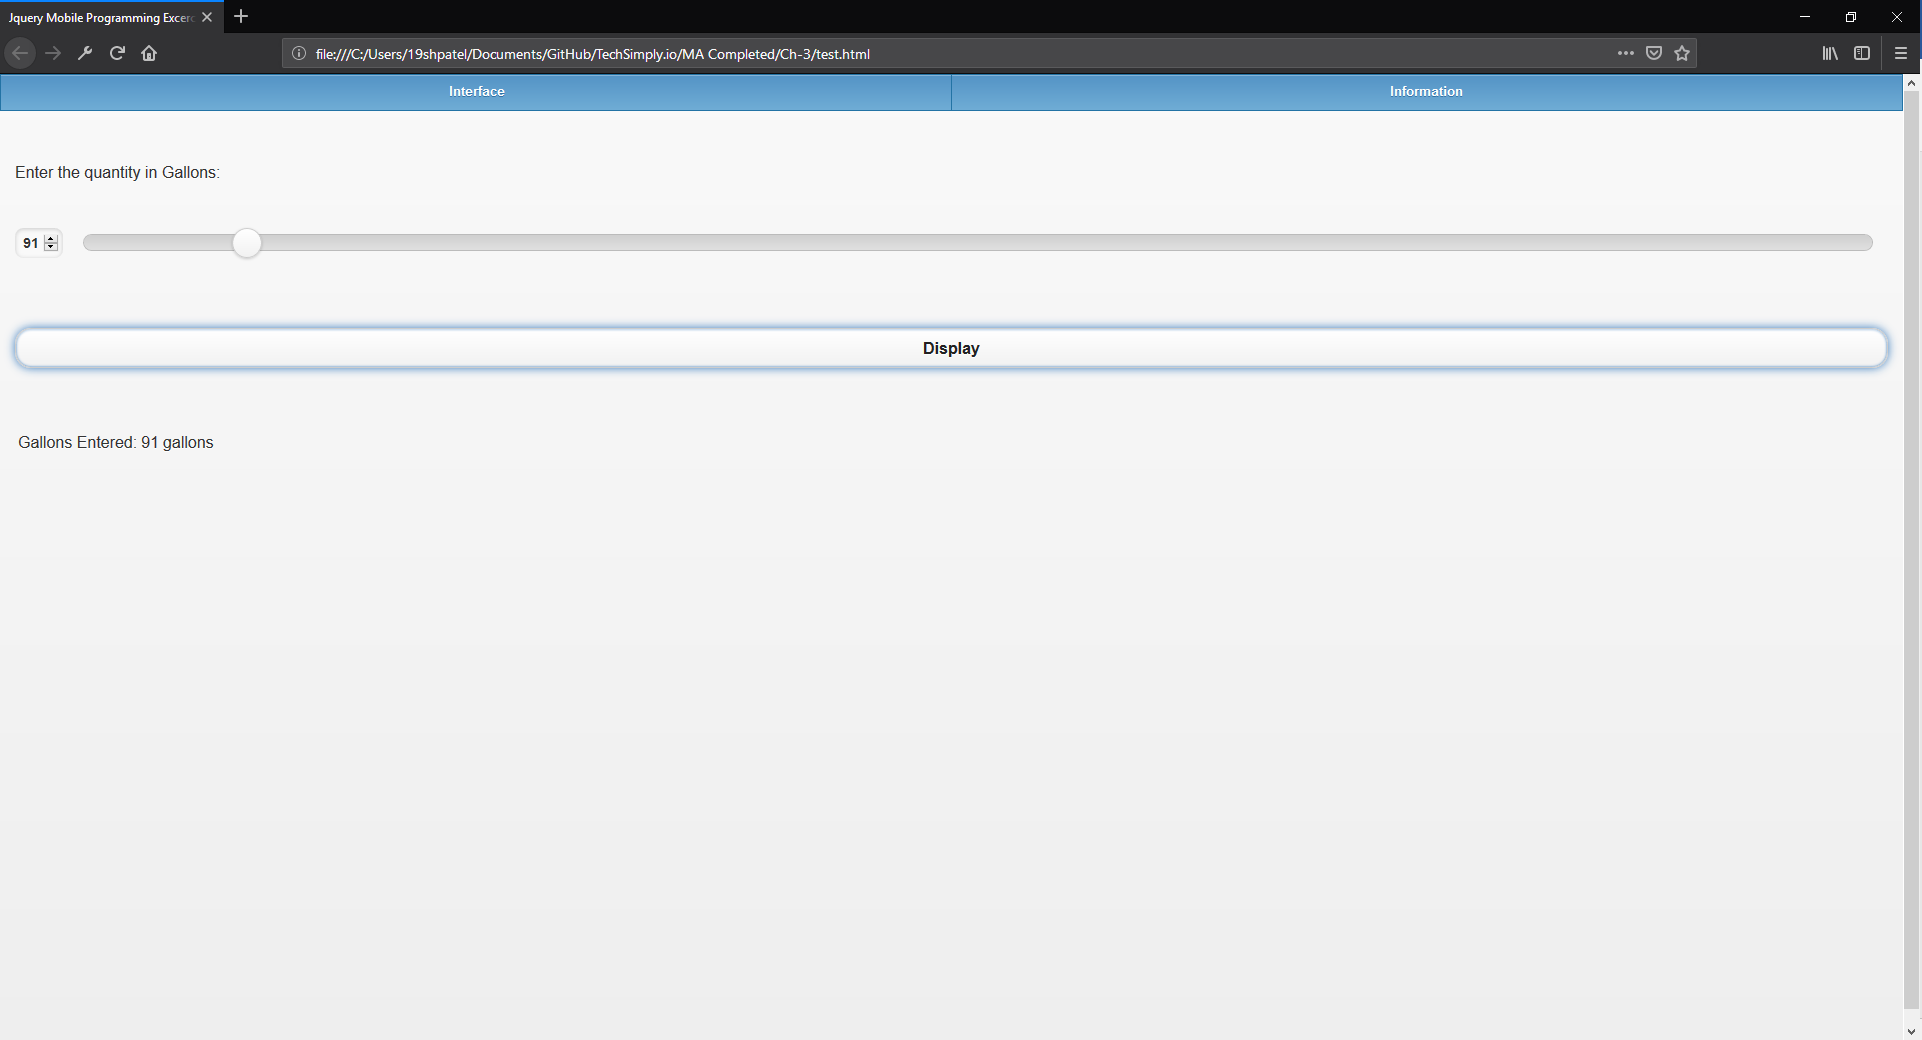 Jquery Mobile Programming Excerc
file:///C:/Users/19shpatel/Documents/GitHub/TechSimply.io/MA Completed/Ch-3/test.html
Interface
Information
Enter the quantity in Gallons:
91
Display
Gallons Entered: 91 gallons